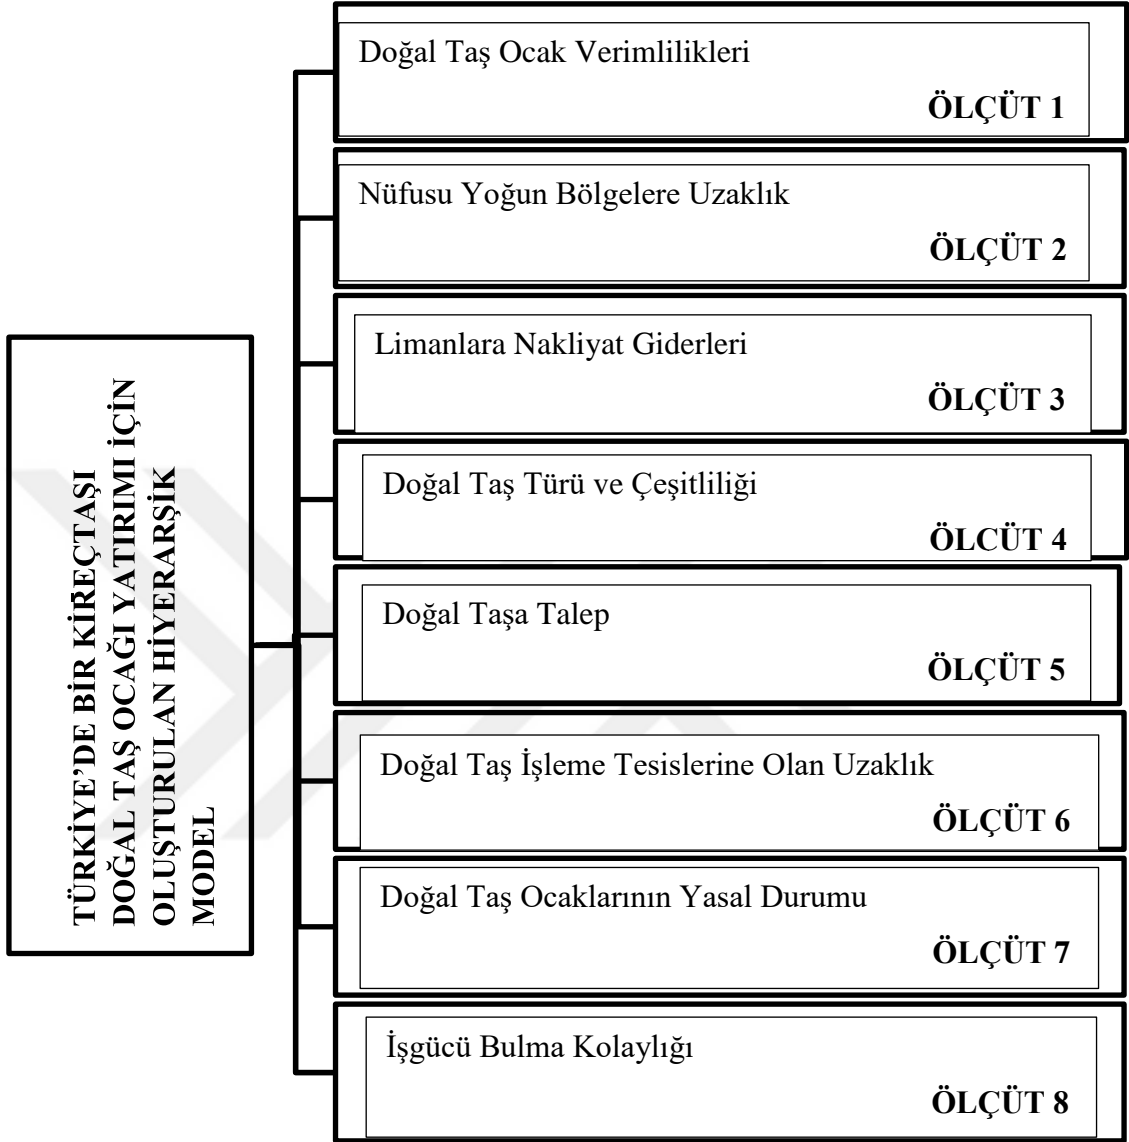 TÜRKİYE'DE BİR KİREÇTAŞI
DOĞAL TAŞ OCAĞI YATIRIMI İÇİN
OLUŞTURULAN HİYERARŞİK
MODEL
Doğal Taş Ocak Verimlilikleri
ÖLÇÜT 1
Nüfusu Yoğun Bölgelere Uzaklık
ÖLÇÜT 2
Limanlara Nakliyat Giderleri
ÖLÇÜT 3
Doğal Taş Türü ve Çeşitliliği
ÖLCÜT 4
Doğal Taşa Talep
ÖLÇÜT 5
Doğal Taş İşleme Tesislerine Olan Uzaklık
ÖLÇÜT 6
Doğal Taş Ocaklarının Yasal Durumu
ÖLÇÜT 7
İşgücü Bulma Kolaylığı
ÖLÇÜT 8